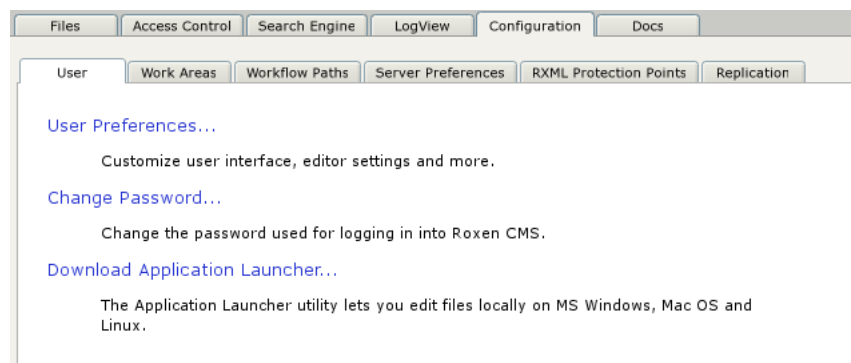 Files Access Control Search Engine LogView Configuration Docs
User Work Areas Workflow Paths Server Preferences RXML Protection Points Replication
User Preferences...
Customize user interface, editor settings and more.
Change Password...
Change the password used for logging in into Roxen CMS.
Download Application Launcher...
The Application Launcher utility lets you edit files locally on MS Windows, Mac OS and
Linux.